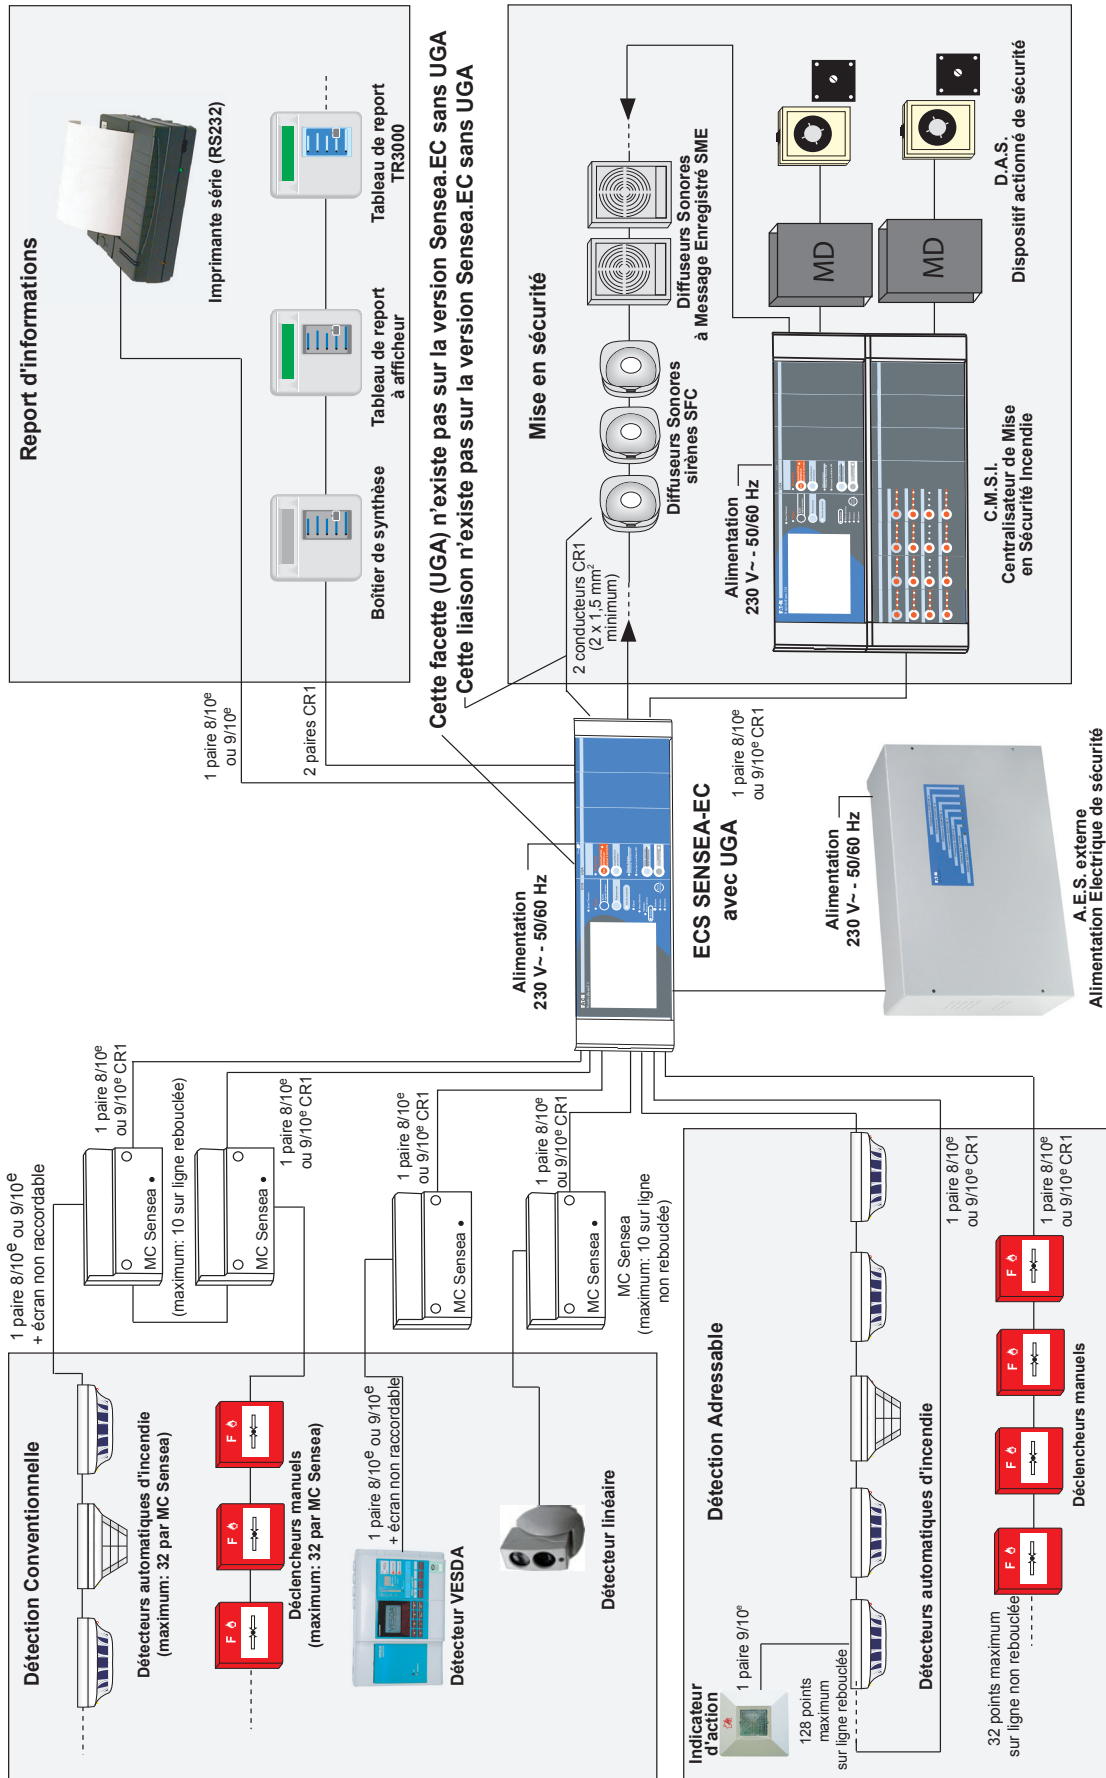 Détection Conventionnelle
Détecteurs automatiques d'incendie
(maximum: 32 par MC Sensea)
F
F
F
Déclencheurs manuels
(maximum: 32 par MC Sensea)
Détecteur VESDA
Détecteur linéaire
1 paire 8/10e ou 9/10e
+ écran non raccordable
1 paire 8/10e ou 9/10e
+ écran non raccordable
MC Sensea
MC Sensea
(maximum: 10 sur ligne rebouclée)
1 paire 8/10e
ou 9/10e CR1
1 paire 8/10e
ou 9/10e CR1
MC Sensea
MC Sensea
1 paire 8/10e
ou 9/10e CR1
1 paire 8/10e
ou 9/10e CR1
MC Sensea
(maximum: 10 sur ligne
non rebouclée)
Détection Adressable
Indicateur
d'action
1 paire 9/10e
128 points
maximum
sur ligne rebouclée
Détecteurs automatiques d'incendie
32 points maximum
sur ligne non rebouclée
F
F
F
F
Déclencheurs manuels
1 paire 8/10e
ou 9/10e CR1
1 paire 8/10e
ou 9/10e CR1
Alimentation
230 V~ - 50/60 Hz
ECS SENSEA-EC
avec UGA
Alimentation
230 V~ - 50/60 Hz
A.E.S. externe
Alimentation Electrique de sécurité
1 paire 8/10e
ou 9/10e
2 paires CR1
Report d'informations
Imprimante série (RS232)
Boîtier de synthèse
Tableau de report
à afficheur
Tableau de report
TR3000
Cette facette (UGA) n'existe pas sur la version Sensea.EC sans UGA
Cette liaison n'existe pas sur la version Sensea.EC sans UGA
1 paire 8/10e
ou 9/10e CR1
Mise en sécurité
2 conducteurs CR1
(2 x 1,5 mm2
minimum)
Diffuseurs Sonores
sirènes SFC
Diffuseurs Sonores
à Message Enregistré SME
Alimentation
230 V~ - 50/60 Hz
C.M.S.I.
Centralisateur de Mise
en Sécurité Incendie
MD
MD
D.A.S.
Dispositif actionné de sécurité